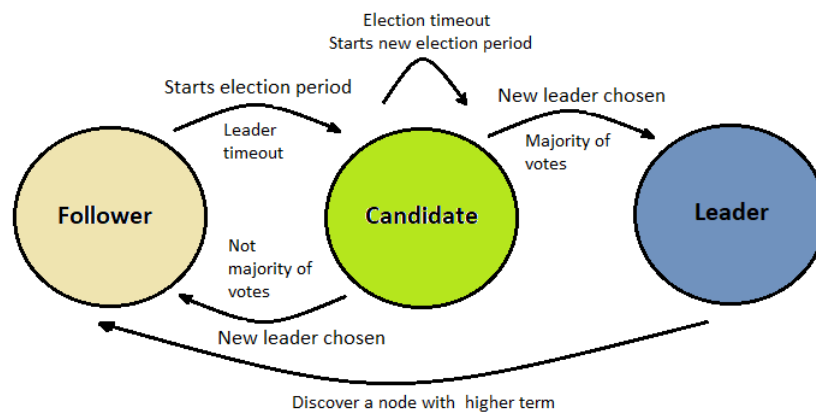 Election timeout
Starts new election period
Starts election period
New leader chosen
Leader
timeout
Majority of
votes
Follower
Candidate
Leader
Not
majority of
votes
New leader chosen
Discover a node with higher term